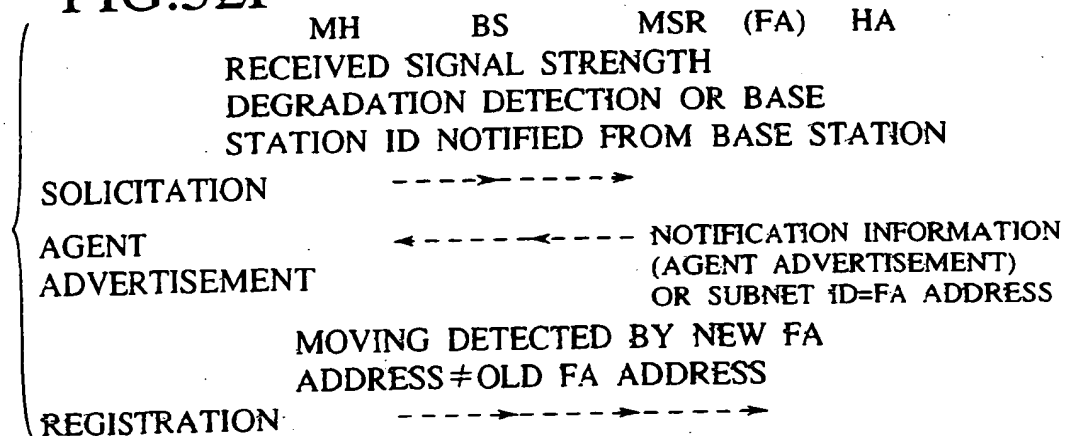 MH BS MSR (FA) HA
RECEIVED SIGNAL STRENGTH
DEGRADATION DETECTION OR BASE
STATION ID NOTIFIED FROM BASE STATION
SOLICITATION
AGENT
ADVERTISEMENT
NOTIFICATION INFORMATION
(AGENT ADVERTISEMENT)
OR SUBNET ID=FA ADDRESS
MOVING DETECTED BY NEW FA
ADDRESS≠OLD FA ADDRESS
REGISTRATION